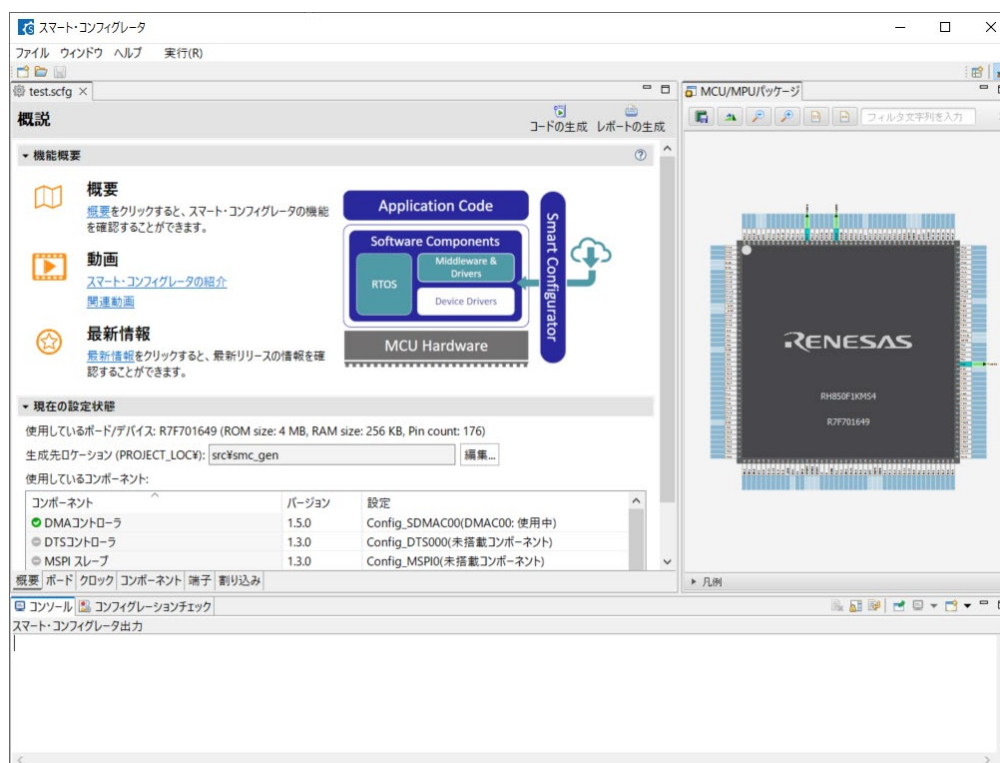 スマート・コンフィグレータ
ファイル ウィンドウ ヘルプ 実行(R)
test.scfg
概説
コードの生成 レポートの生成
機能概要
概要
概要をクリックすると、スマート・コンフィグレータの機能
を確認することができます。
動画
スマート・コンフィグレータの紹介
関連動画
最新情報
最新情報をクリックすると、最新リリースの情報を確
認することができます。
Application Code
Software Components
RTOS
Middleware &
Drivers
Device Drivers
MCU Hardware
Smart Configurator
現在の設定状態
使用しているボード/デバイス: R7F701649 (ROM size: 4 MB, RAM size: 256 KB, Pin count: 176)
生成先ロケーション (PROJECT_LOC¥): src¥smc_gen 編集...
使用しているコンポーネント:
コンポーネント バージョン 設定
DMAコントローラ 1.5.0 Config_SDMAC00(DMAC00: 使用中)
DTSコントローラ 1.3.0 Config_DTS000(未搭載コンポーネント)
MSPI スレーブ 1.3.0 Config_MSPI0(未搭載コンポーネント)
概要 ボード クロック コンポーネント 端子 割り込み
MCU/MPUパッケージ
フィルタ文字列を入力
RENESAS
RH850F1KMS4
R7F701649
凡例
コンソール コンフィグレーションチェック
スマート・コンフィグレータ出力